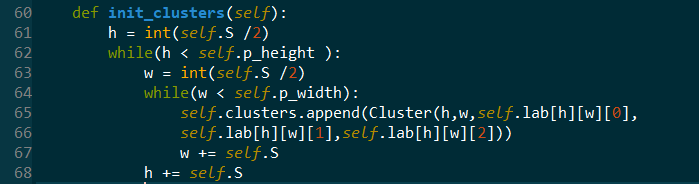 60 def init_clusters(self):
61 h = int(self.S /2)
62 while(h < self.p_height ):
63 w = int(self.S /2)
64 while(w < self.p_width):
65 self.clusters.append(Cluster(h,w,self.lab[h][w][0],
66 self.lab[h][w][1],self.lab[h][w][2]))
67 w += self.S
68 h += self.S